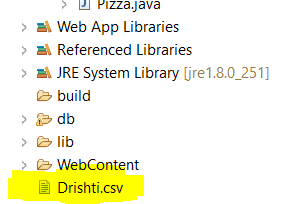 Pizza.java
Web App Libraries
Referenced Libraries
JRE System Library [jre1.8.0_251]
build
db
lib
WebContent
Drishti.csv